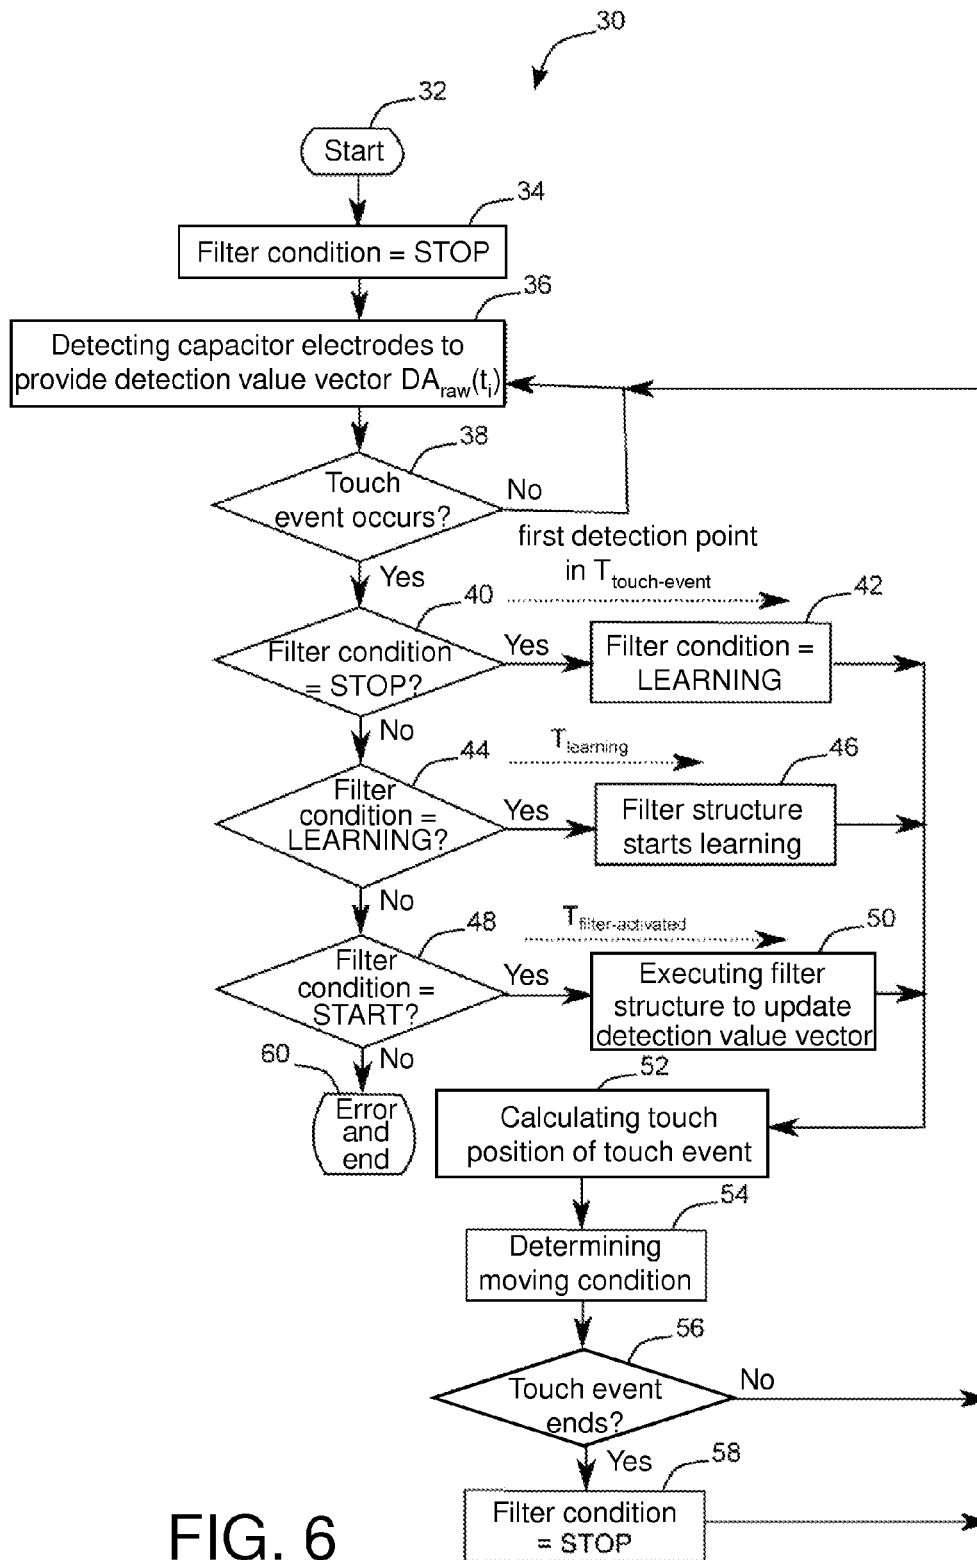 30
32
Start
34
Filter condition = STOP
36
Detecting capacitor electrodes to
provide detection value vector DAraw(ti)
38
Touch
event occurs?
No
Yes
first detection point
in Ttouch-event
40
Filter condition
= STOP?
Yes
42
Filter condition =
LEARNING
No
44
Tlearning
Filter
condition =
LEARNING?
Yes
46
Filter structure
starts learning
No
48
Tfilter-activated
Filter
condition =
START?
Yes
50
Executing filter
structure to update
detection value vector
No
60
Error
and
end
52
Calculating touch
position of touch event
54
Determining
moving condition
56
Touch event
ends?
No
Yes
58
Filter condition
= STOP
FIG. 6